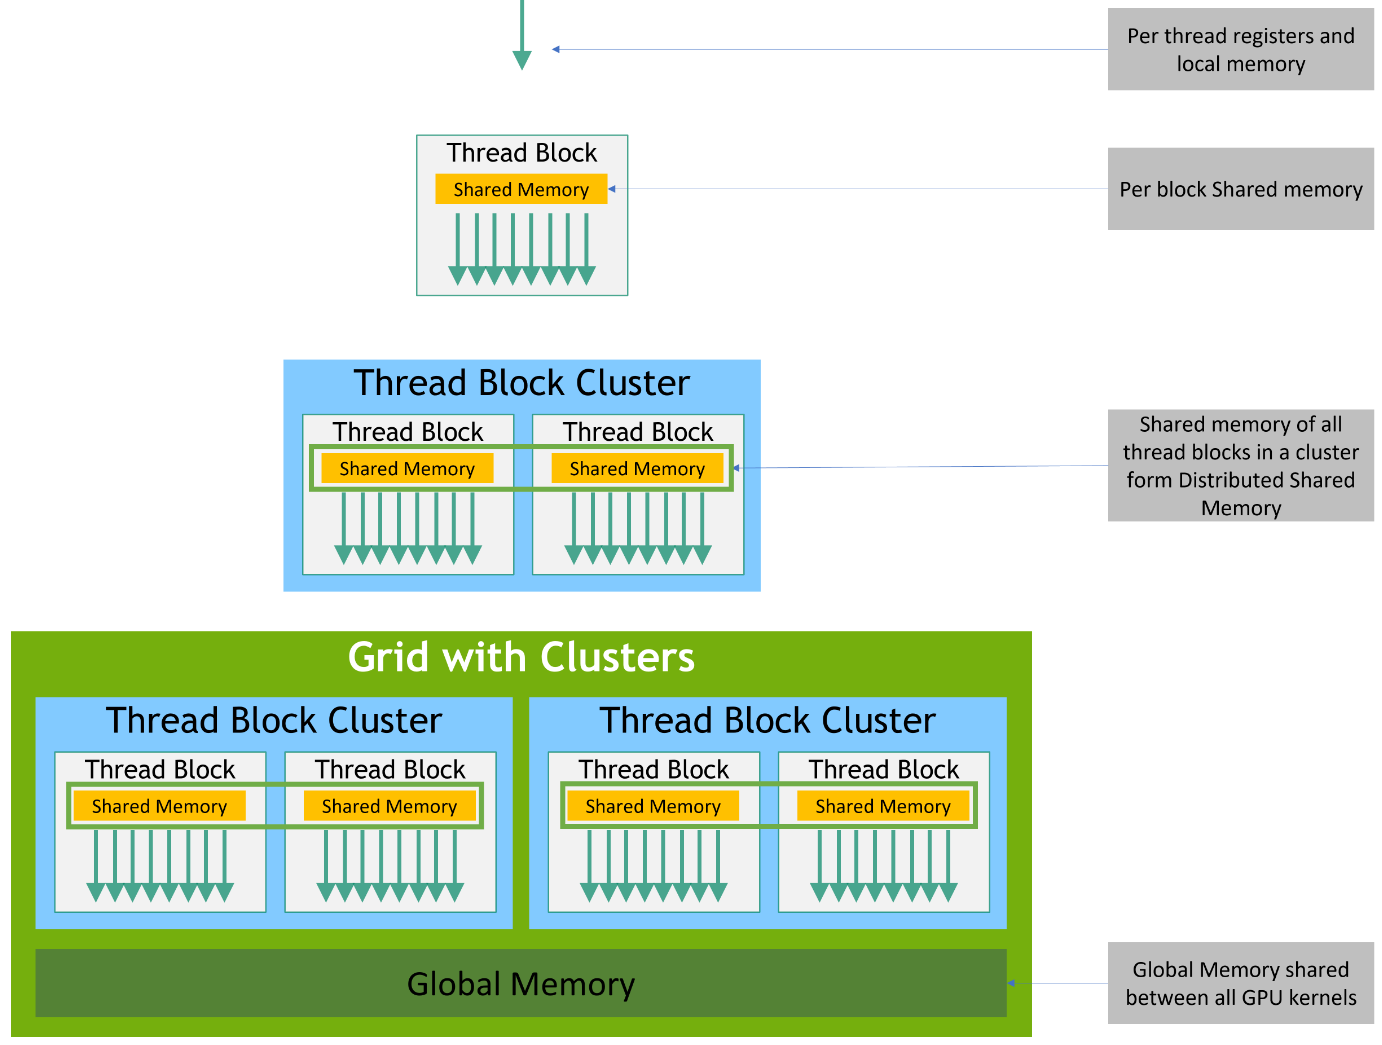 Per thread registers and
local memory
Thread Block
Shared Memory
Per block Shared memory
Thread Block Cluster
Thread Block
Thread Block
Shared Memory
Shared Memory
Shared memory of all
thread blocks in a cluster
form Distributed Shared
Memory
Grid with Clusters
Thread Block Cluster
Thread Block
Thread Block
Shared Memory
Shared Memory
Thread Block Cluster
Thread Block
Thread Block
Shared Memory
Shared Memory
Global Memory
Global Memory shared
between all GPU kernels